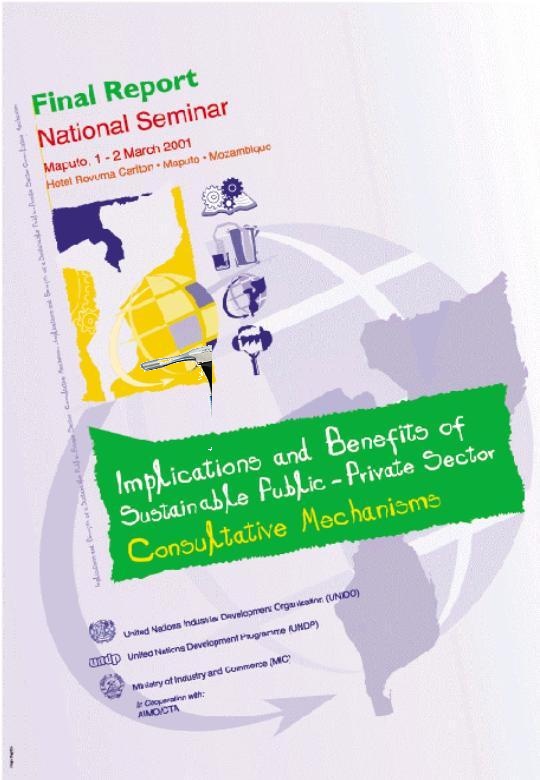 Final Report
National Seminar
Maputo, 1 - 2 March 2001
Hotel Rovuma Carlton • Maputo • Mozambique
Implications and Benefits of
Sustainable Public - Private Sector
Consultative Mechanisms
United Nations Industrial Development Organization (UNIDO)
undp United Nations Development Programme (UNDP)
Ministry of Industry and Commerce (MIC)
In Cooperation with:
AIMO/CTA